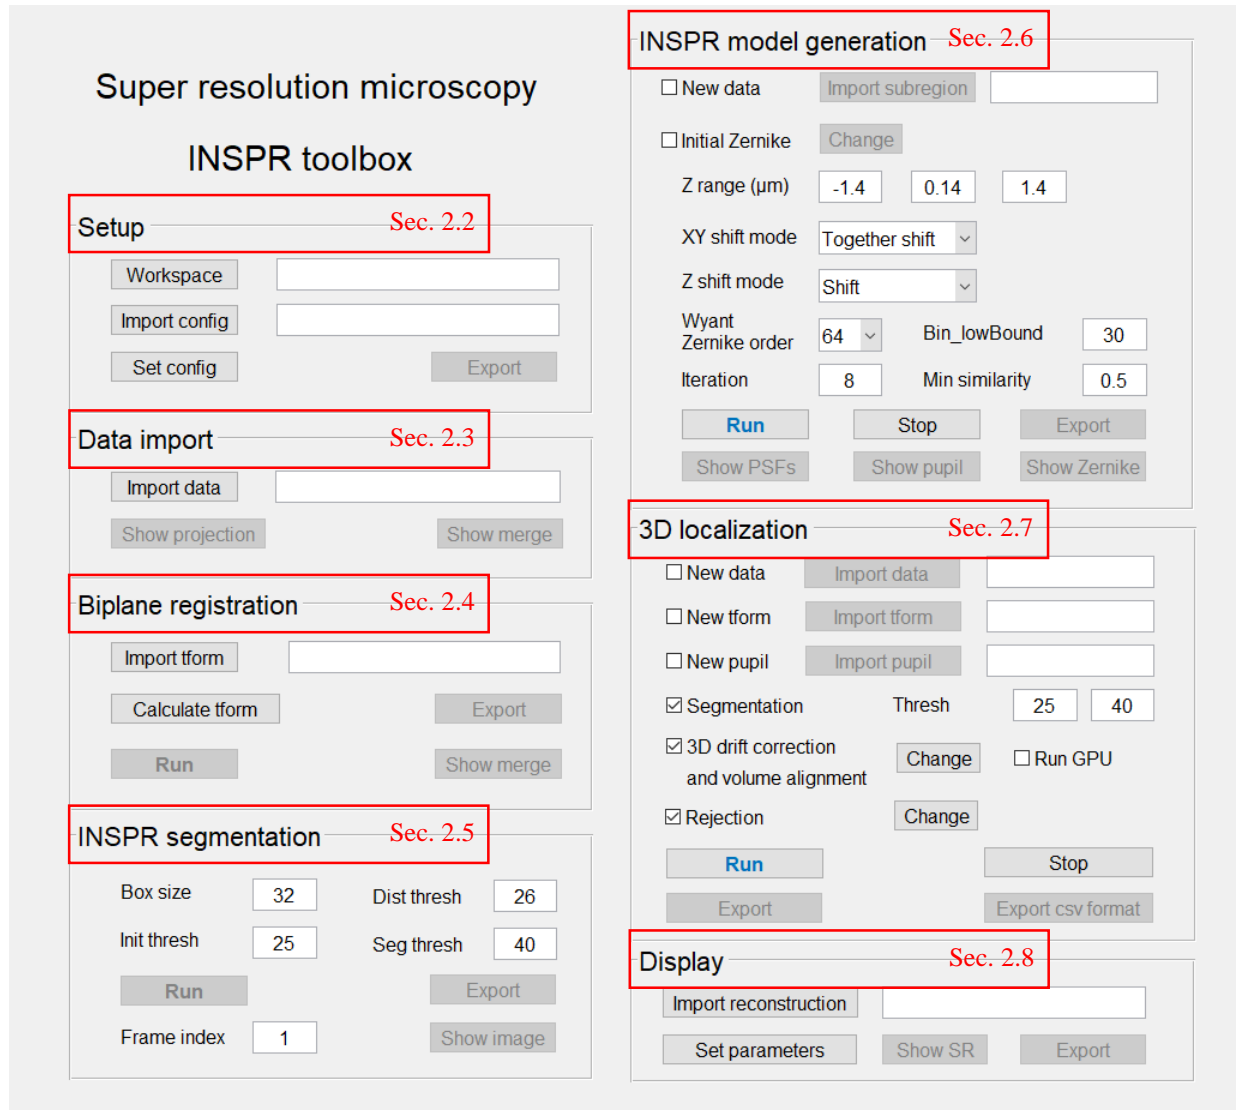 Super resolution microscopy
INSPR toolbox
Setup Sec. 2.2
Workspace
Import config
Set config Export
Data import Sec. 2.3
Import data
Show projection Show merge
Biplane registration Sec. 2.4
Import tform
Calculate tform Export
Run Show merge
INSPR segmentation Sec. 2.5
Box size 32 Dist thresh 26
Init thresh 25 Seg thresh 40
Run Export
Frame index 1 Show image
INSPR model generation Sec. 2.6
New data Import subregion
Initial Zernike Change
Z range (μm) -1.4 0.14 1.4
XY shift mode Together shift
Z shift mode Shift
Wyant
Zernike order 64 Bin_lowBound 30
Iteration 8 Min similarity 0.5
Run Stop Export
Show PSFs Show pupil Show Zernike
3D localization Sec. 2.7
New data Import data
New tform Import tform
New pupil Import pupil
Segmentation Thresh 25 40
3D drift correction
and volume alignment Change Run GPU
Rejection Change
Run Stop
Export Export csv format
Display Sec. 2.8
Import reconstruction
Set parameters Show SR Export